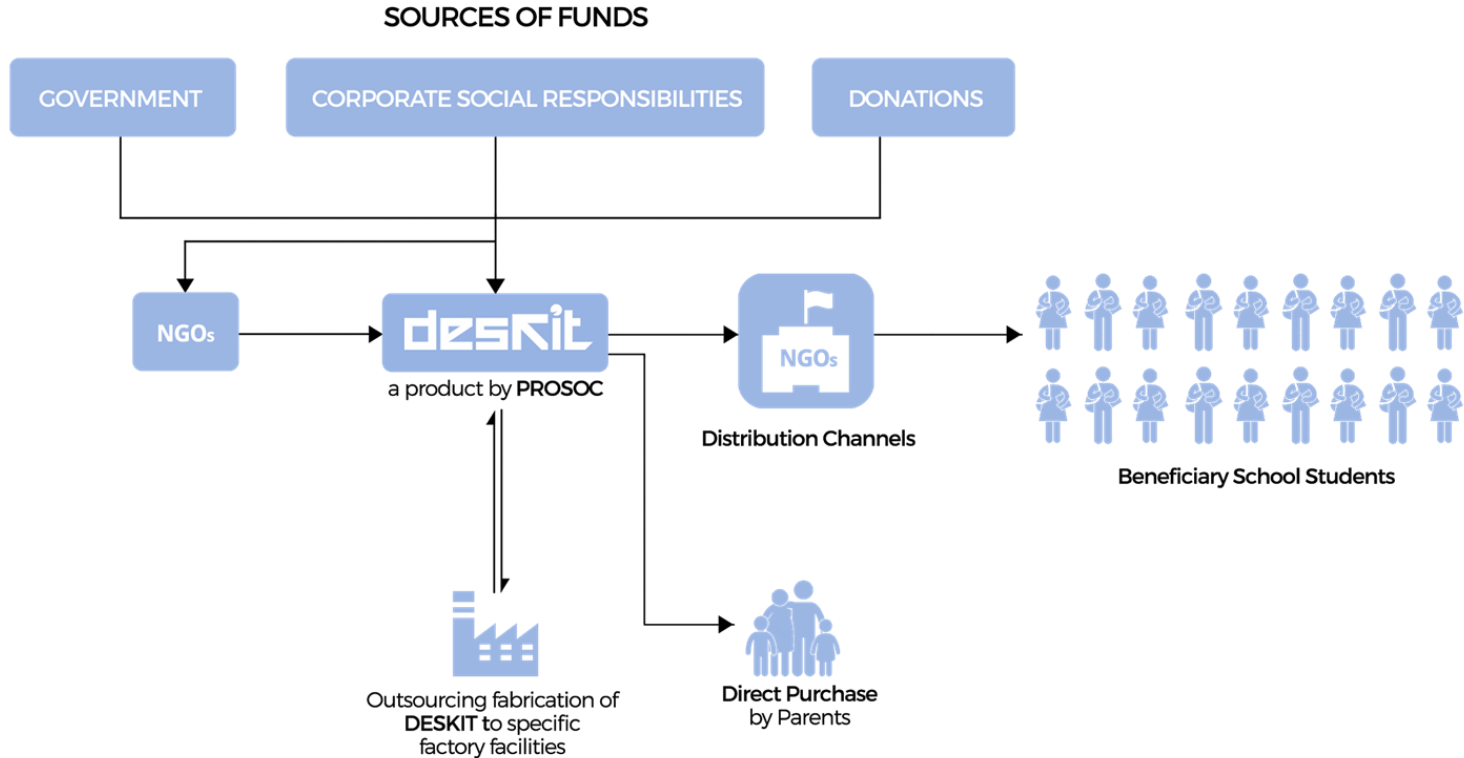 SOURCES OF FUNDS
GOVERNMENT
CORPORATE SOCIAL RESPONSIBILITIES
DONATIONS
NGOs
desKit
a product by PROSOC
NGOs
Distribution Channels
Beneficiary School Students
Outsourcing fabrication of
DESKIT to specific
factory facilities
Direct Purchase
by Parents